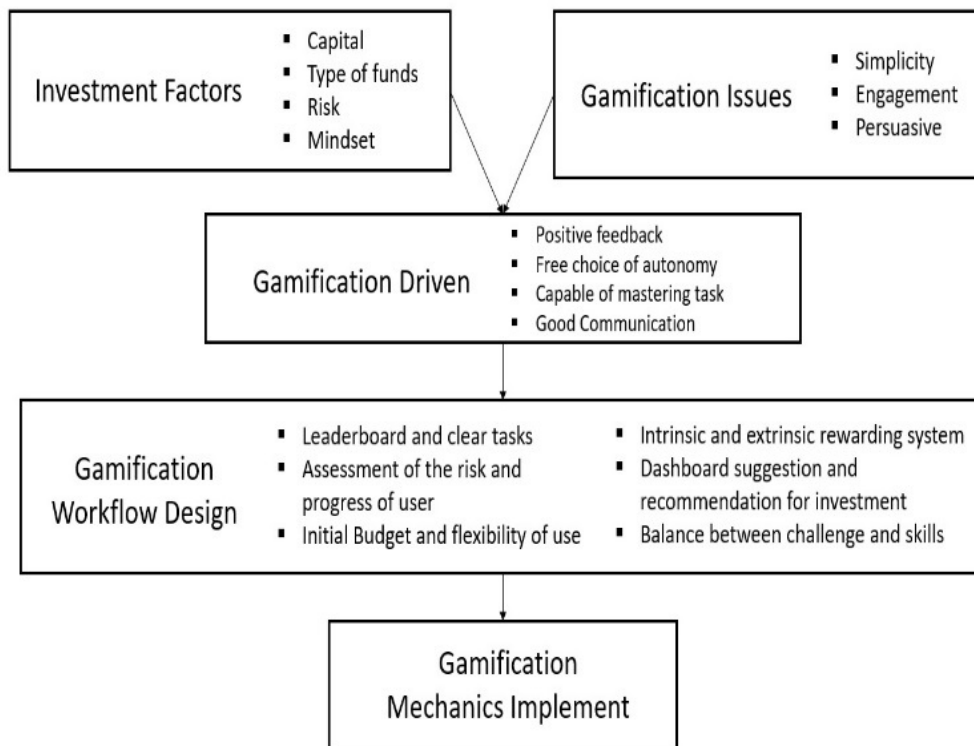 Investment Factors
▪ Capital
▪ Type of funds
▪ Risk
▪ Mindset
Gamification Issues
▪ Simplicity
▪ Engagement
▪ Persuasive
Gamification Driven
▪ Positive feedback
▪ Free choice of autonomy
▪ Capable of mastering task
▪ Good Communication
Gamification
Workflow Design
▪ Leaderboard and clear tasks
▪ Assessment of the risk and
progress of user
▪ Initial Budget and flexibility of use
▪ Intrinsic and extrinsic rewarding system
▪ Dashboard suggestion and
recommendation for investment
▪ Balance between challenge and skills
Gamification
Mechanics Implement